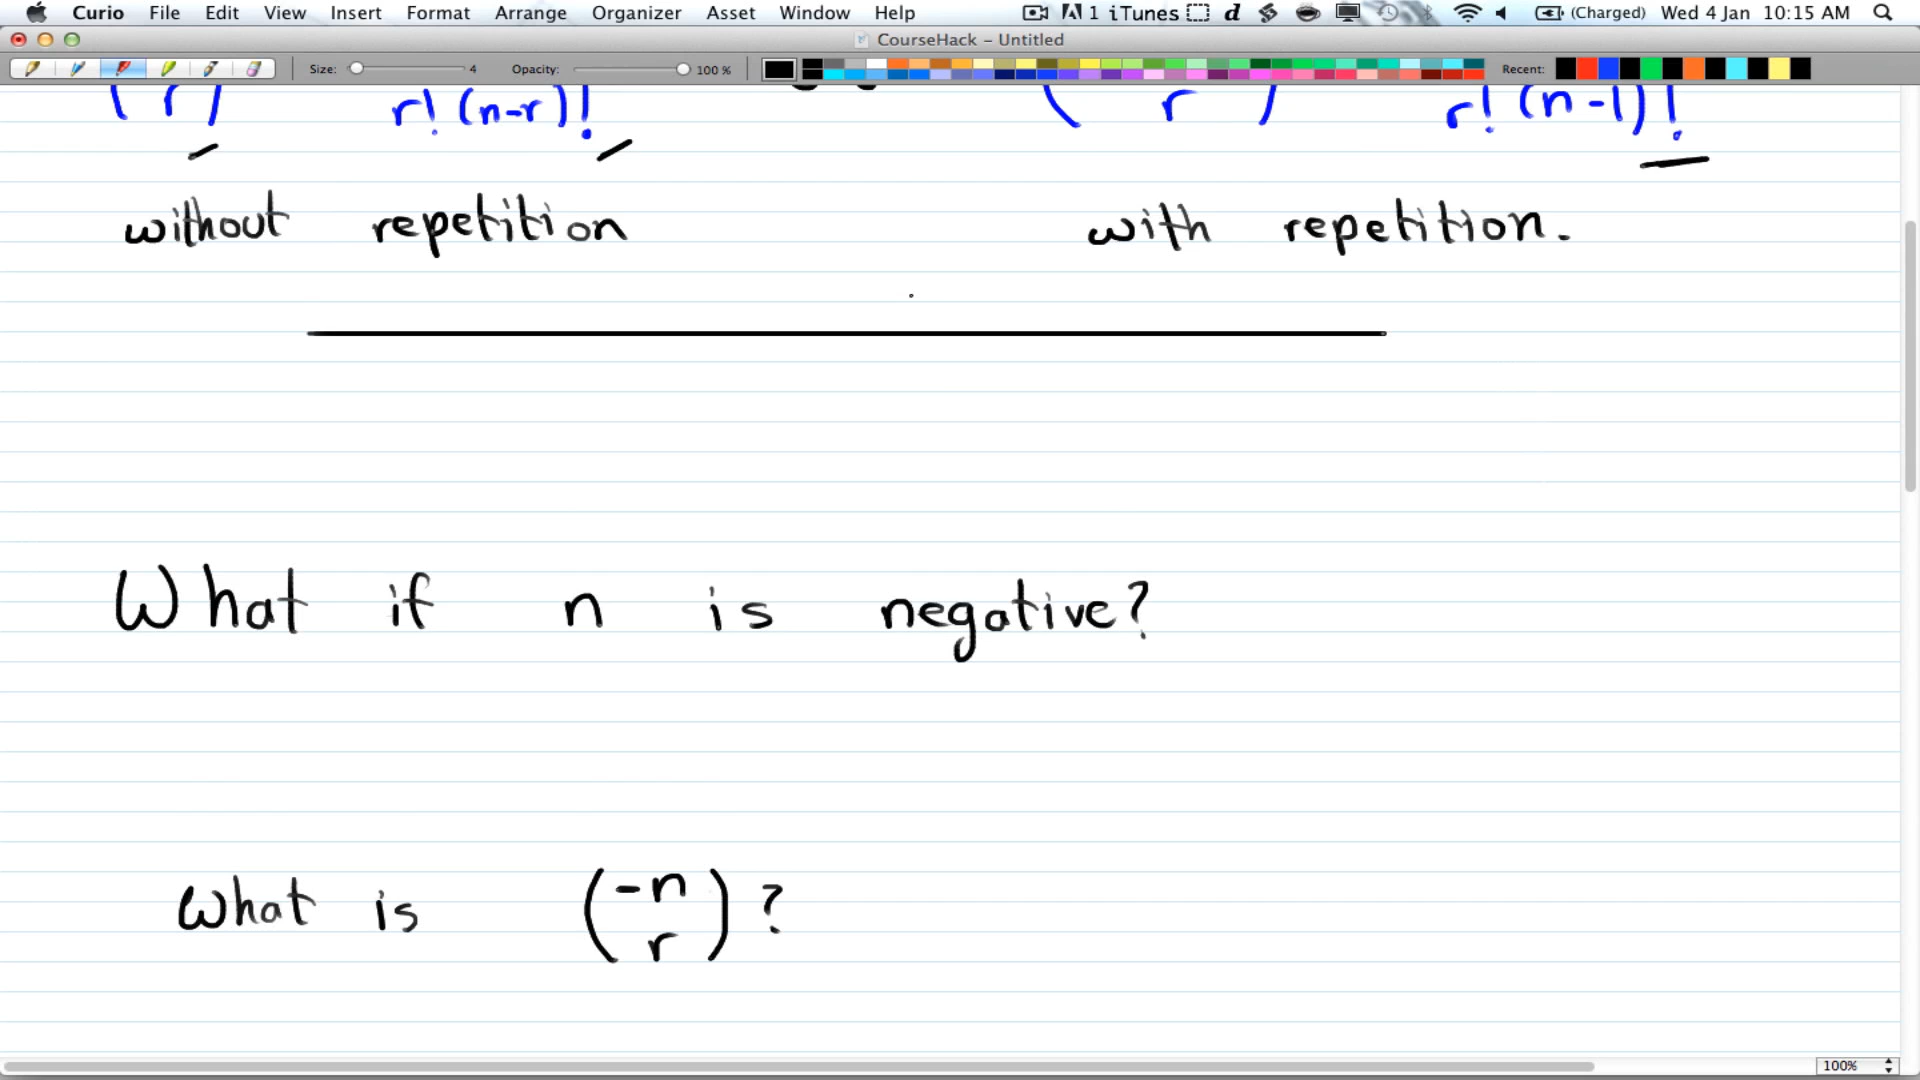 Curio File Edit View Insert Format Arrange Organizer Asset Window Help 1 iTunes d (Charged) Wed 4 Jan 10:15 AM
CourseHack – Untitled
Size: 4 Opacity: 100 % Recent:
( r ) r! (n-r)! ( r ) r! (n-1)!
without repetition with repetition.
What if n is negative?
What is (-n
r) ?
100%